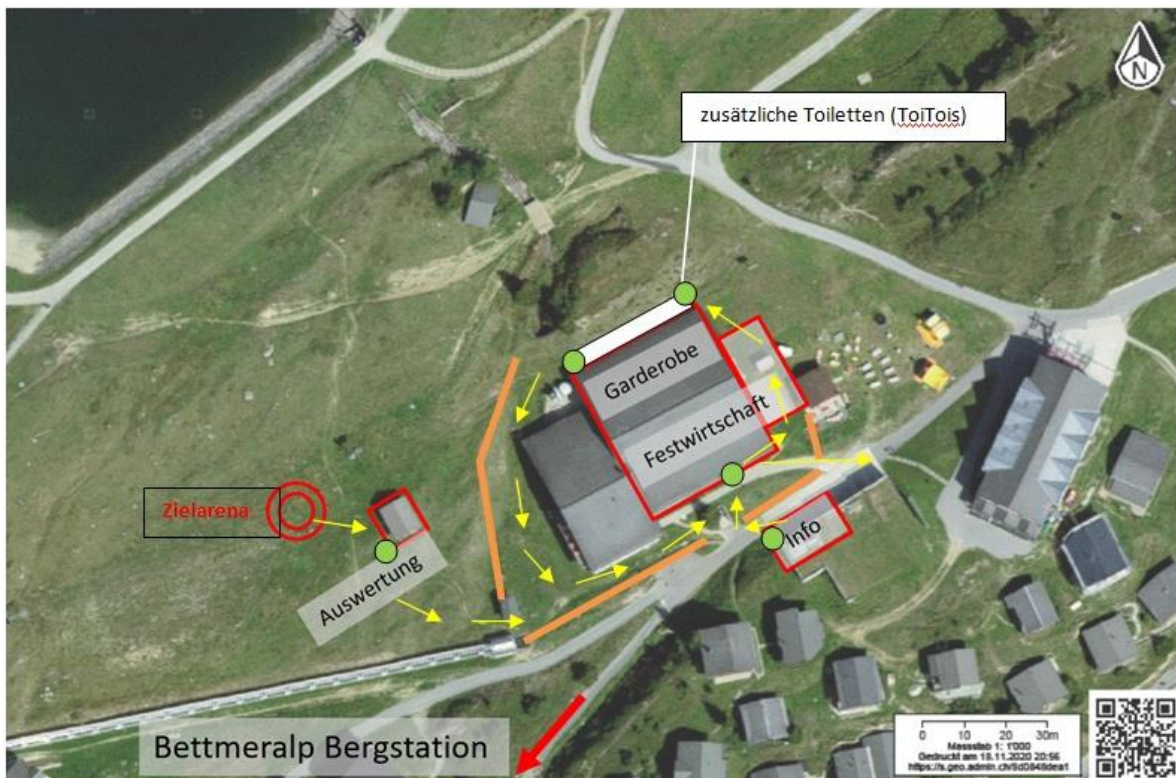 N
zusätzliche Toiletten (ToiTois)
Garderobe
Festwirtschaft
Zielarena
Info
Auswertung
Bettmeralp Bergstation
0 10 20 30m
Massstab 1: 1'000
Gedruckt am 18.11.2020 20:56